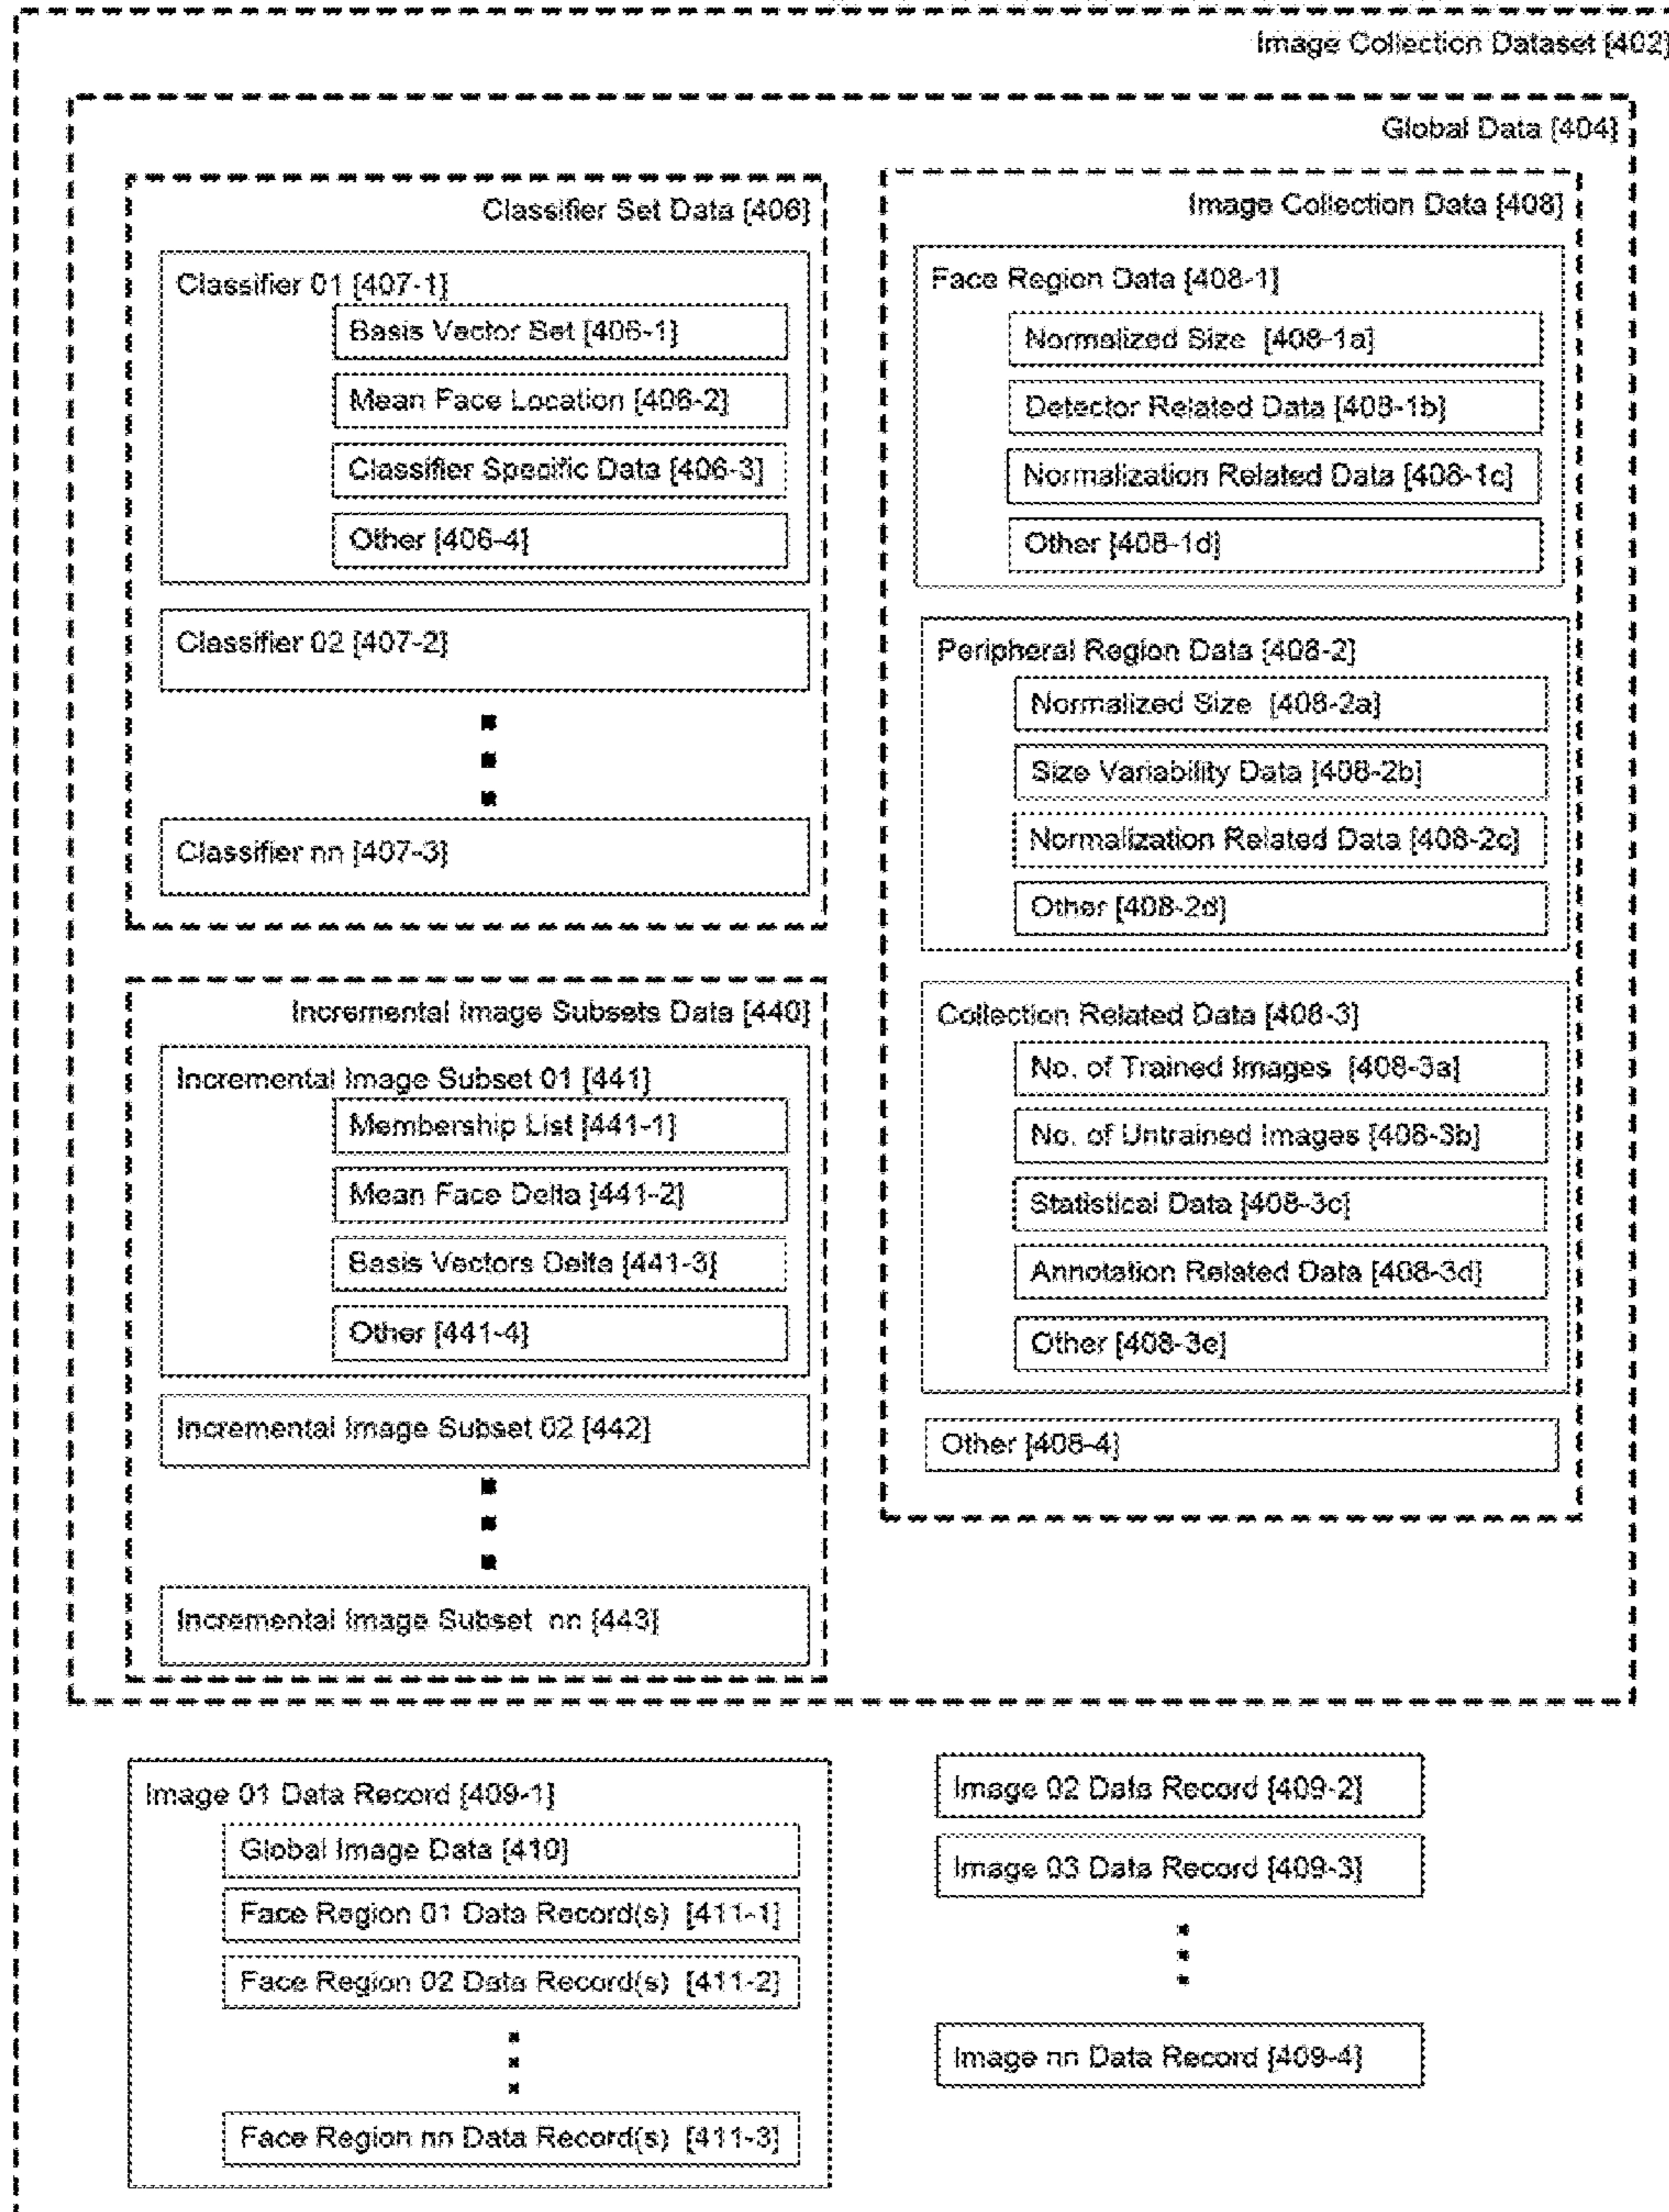 Image Collection Dataset [402]
Global Data [404]
Classifier Set Data [406]
Classifier 01 [407-1]
Basis Vector Set [406-1]
Mean Face Location [406-2]
Classifier Specific Data [406-3]
Other [406-4]
Classifier 02 [407-2]
Classifier nn [407-3]
Incremental Image Subsets Data [440]
Incremental Image Subset 01 [441]
Membership List [441-1]
Mean Face Delta [441-2]
Basis Vectors Delta [441-3]
Other [441-4]
Incremental Image Subset 02 [442]
Incremental Image Subset nn [443]
Image Collection Data [408]
Face Region Data [408-1]
Normalized Size [408-1a]
Detector Related Data [408-1b]
Normalization Related Data [408-1c]
Other [408-1d]
Peripheral Region Data [408-2]
Normalized Size [408-2a]
Size Variability Data [408-2b]
Normalization Related Data [408-2c]
Other [408-2d]
Collection Related Data [408-3]
No. of Trained Images [408-3a]
No. of Untrained Images [408-3b]
Statistical Data [408-3c]
Annotation Related Data [408-3d]
Other [408-3e]
Other [408-4]
Image 01 Data Record [409-1]
Global Image Data [410]
Face Region 01 Data Record(s) [411-1]
Face Region 02 Data Record(s) [411-2]
Face Region nn Data Record(s) [411-3]
Image 02 Data Record [409-2]
Image 03 Data Record [409-3]
Image nn Data Record [409-4]